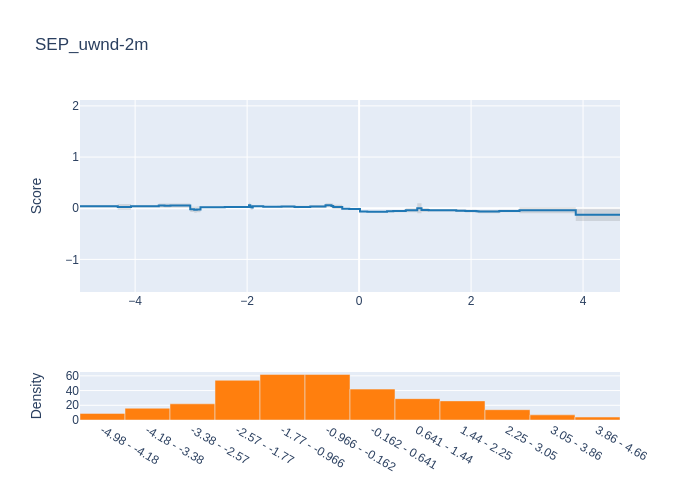 SEP_uwnd-2m
2
1
0
−1
Score
−4
−2
0
2
4
60
40
20
0
Density
-4.98 - -4.18
-4.18 - -3.38
-3.38 - -2.57
-2.57 - -1.77
-1.77 - -0.966
-0.966 - -0.162
-0.162 - 0.641
0.641 - 1.44
1.44 - 2.25
2.25 - 3.05
3.05 - 3.86
3.86 - 4.66